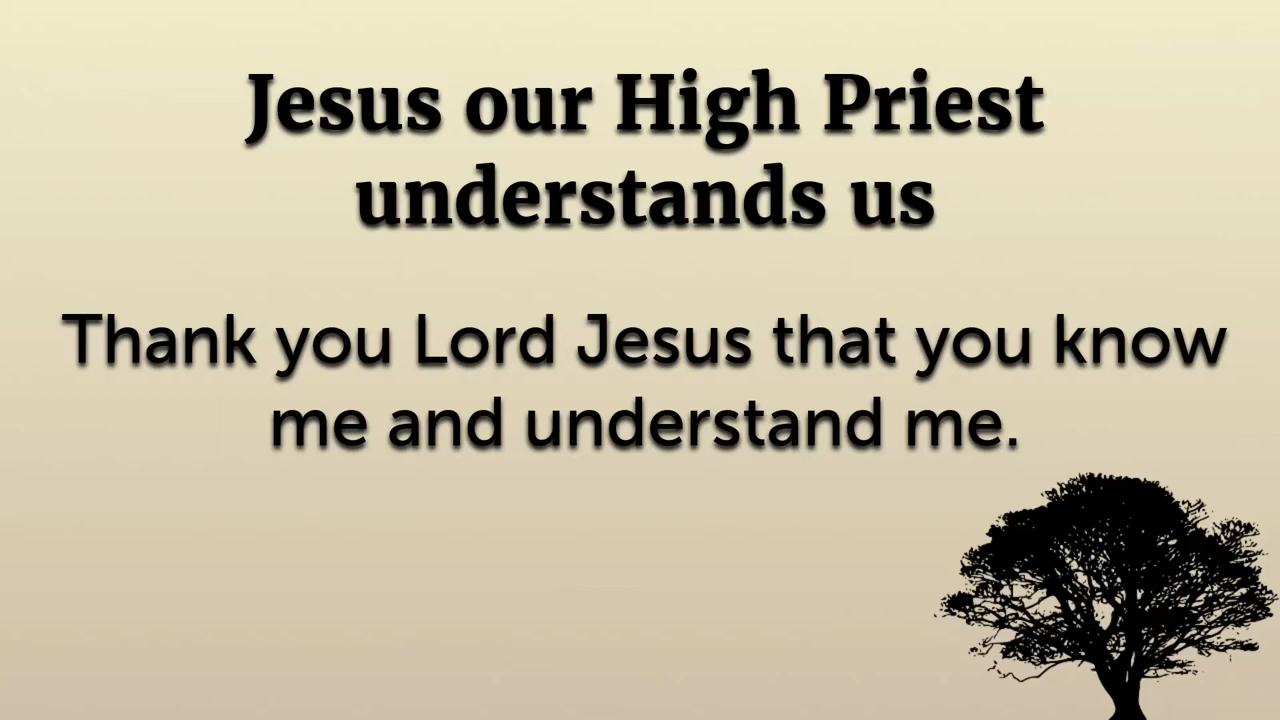 Jesus our High Priest
understands us
Thank you Lord Jesus that you know
me and understand me.